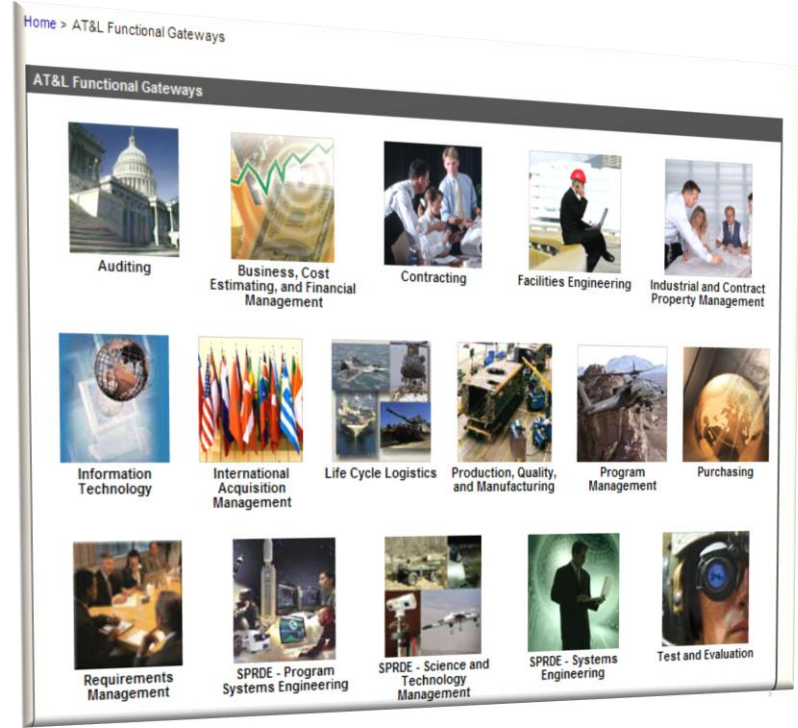 Home > AT&L Functional Gateways
AT&L Functional Gateways
Auditing
Business, Cost
Estimating, and Financial
Management
Contracting
Facilities Engineering
Industrial and Contract
Property Management
Information
Technology
International
Acquisition
Management
Life Cycle Logistics
Production, Quality,
and Manufacturing
Program
Management
Purchasing
Requirements
Management
SPRDE - Program
Systems Engineering
SPRDE - Science and
Technology
Management
SPRDE - Systems
Engineering
Test and Evaluation